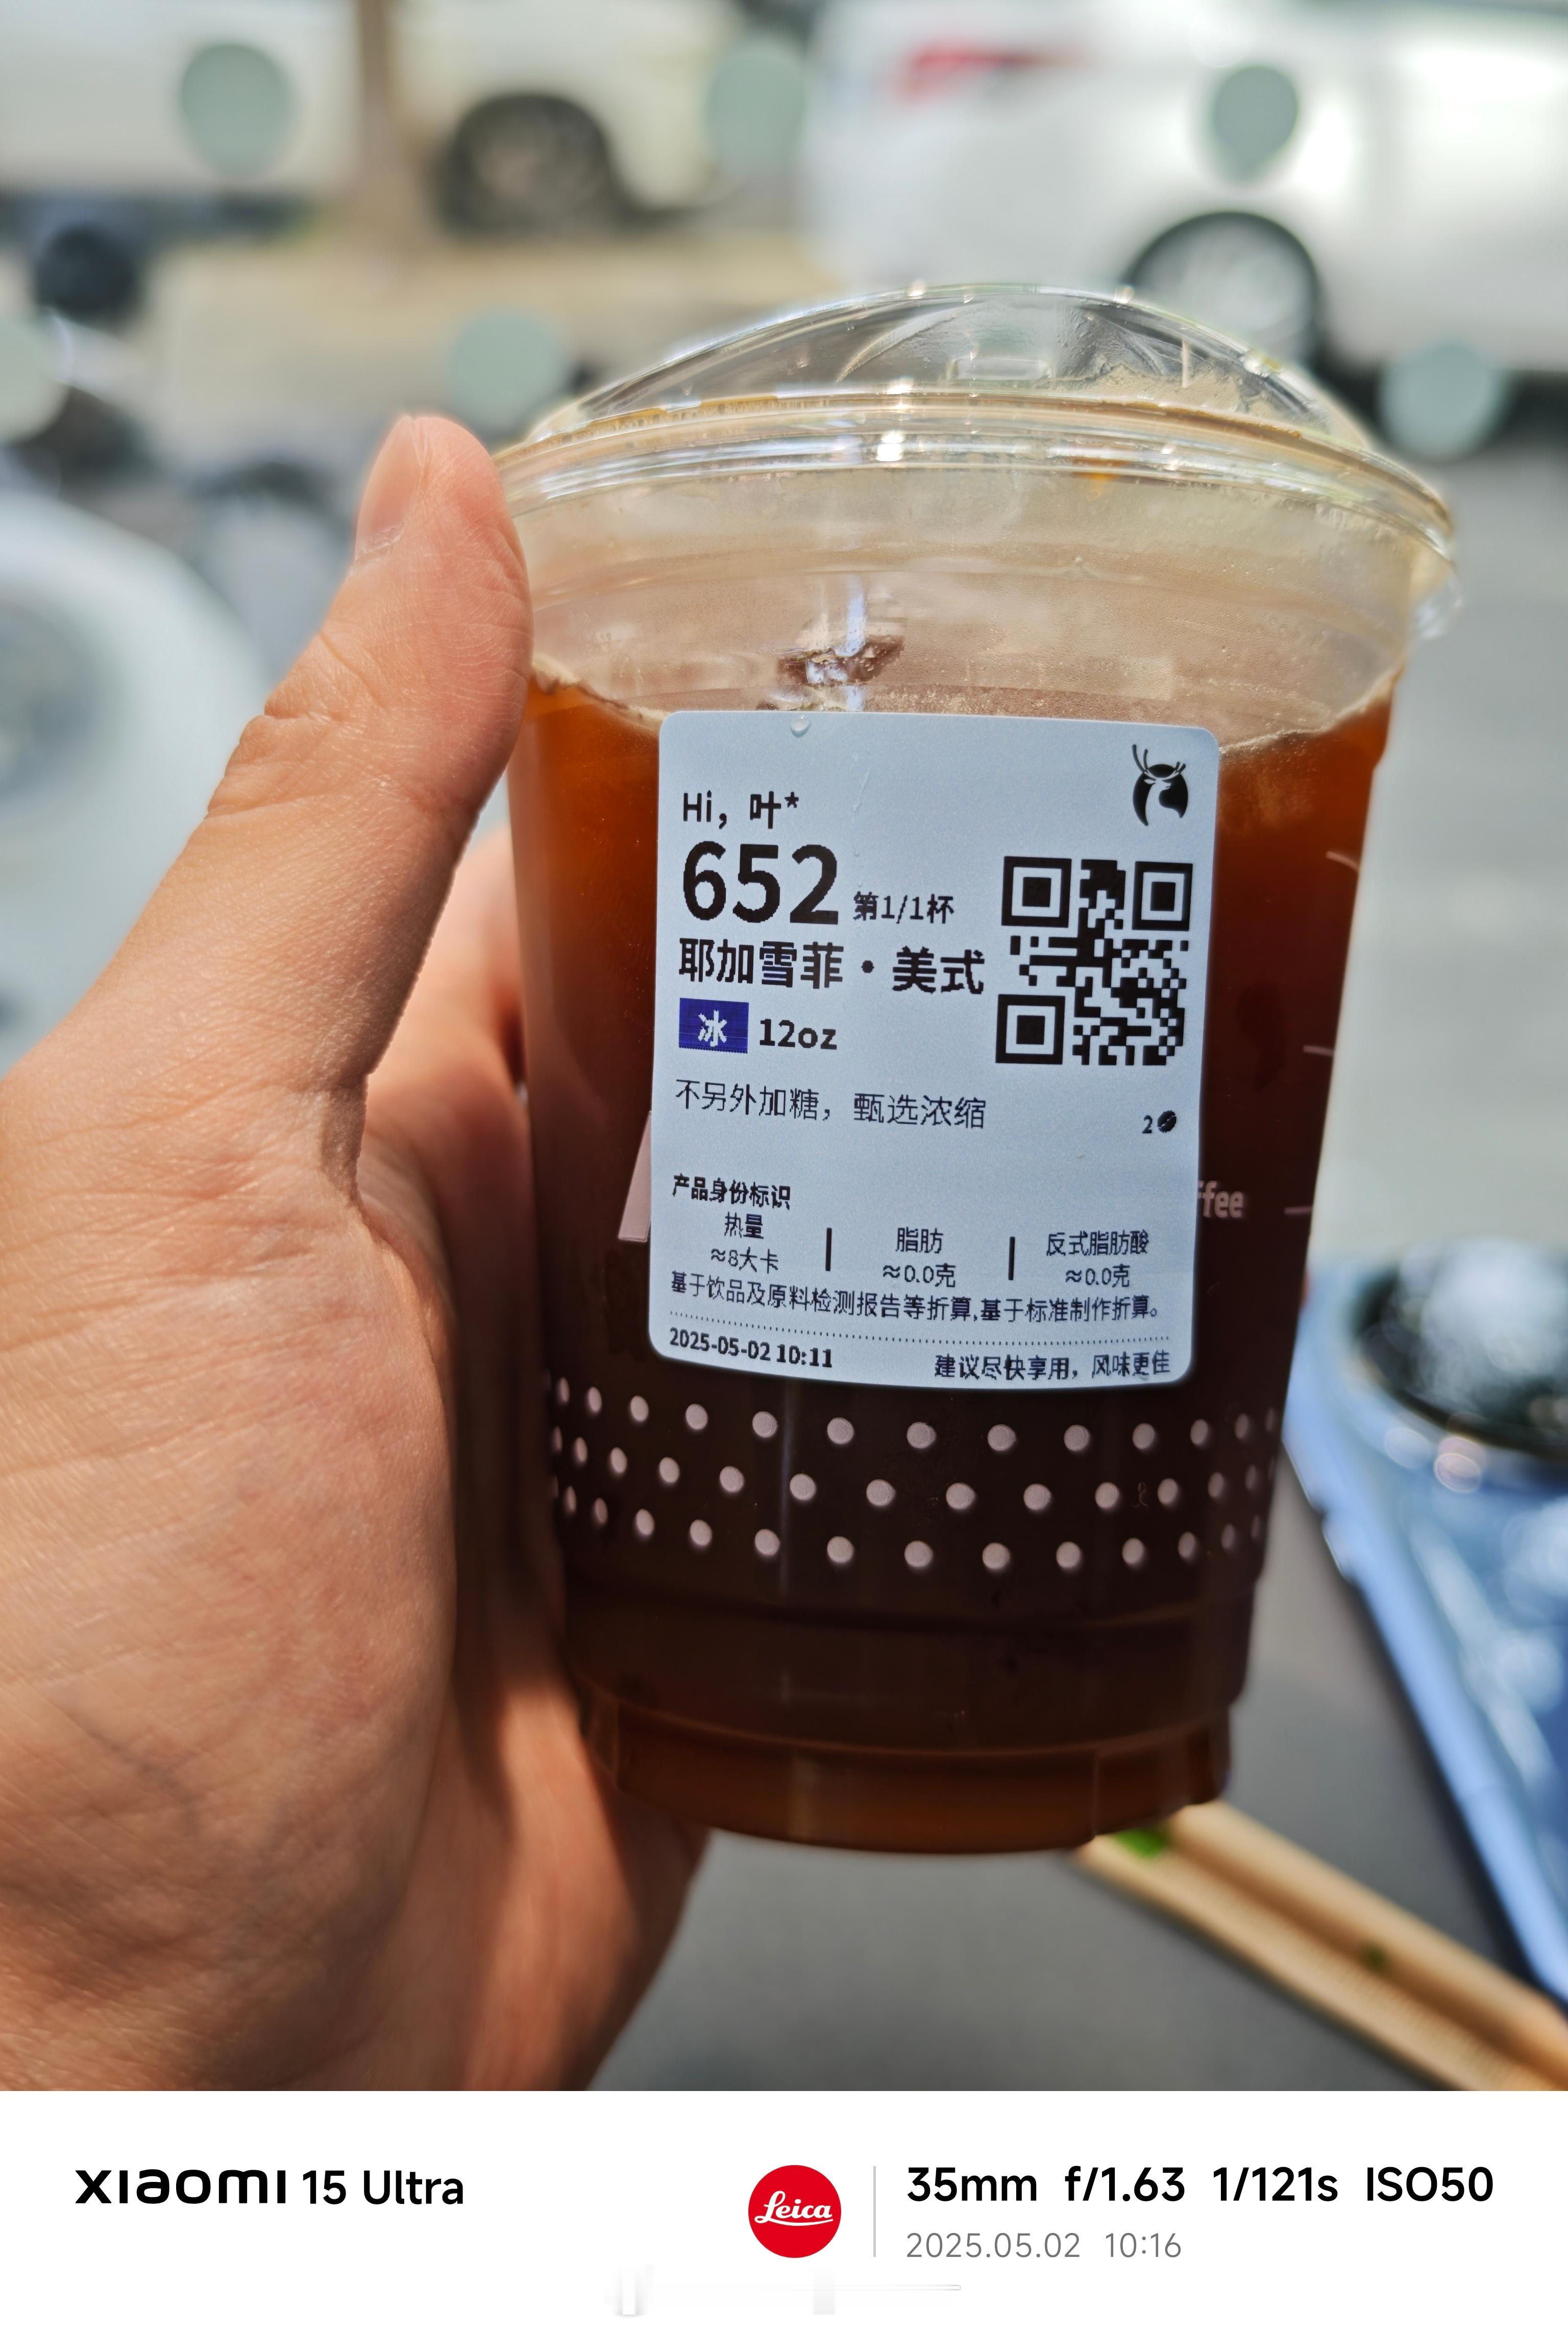 Hi，叶*
652 第1/1杯
耶加雪菲·美式
冰 12oz
不另外加糖，甄选浓缩
2
产品身份标识
热量 | 脂肪 | 反式脂肪酸
≈8大卡 ≈0.0克 ≈0.0克
基于饮品及原料检测报告等折算,基于标准制作折算。
2025-05-02 10:11 建议尽快享用，风味更佳
ffee
xiaomi 15 Ultra
Leica
35mm f/1.63 1/121s ISO50
2025.05.02 10:16